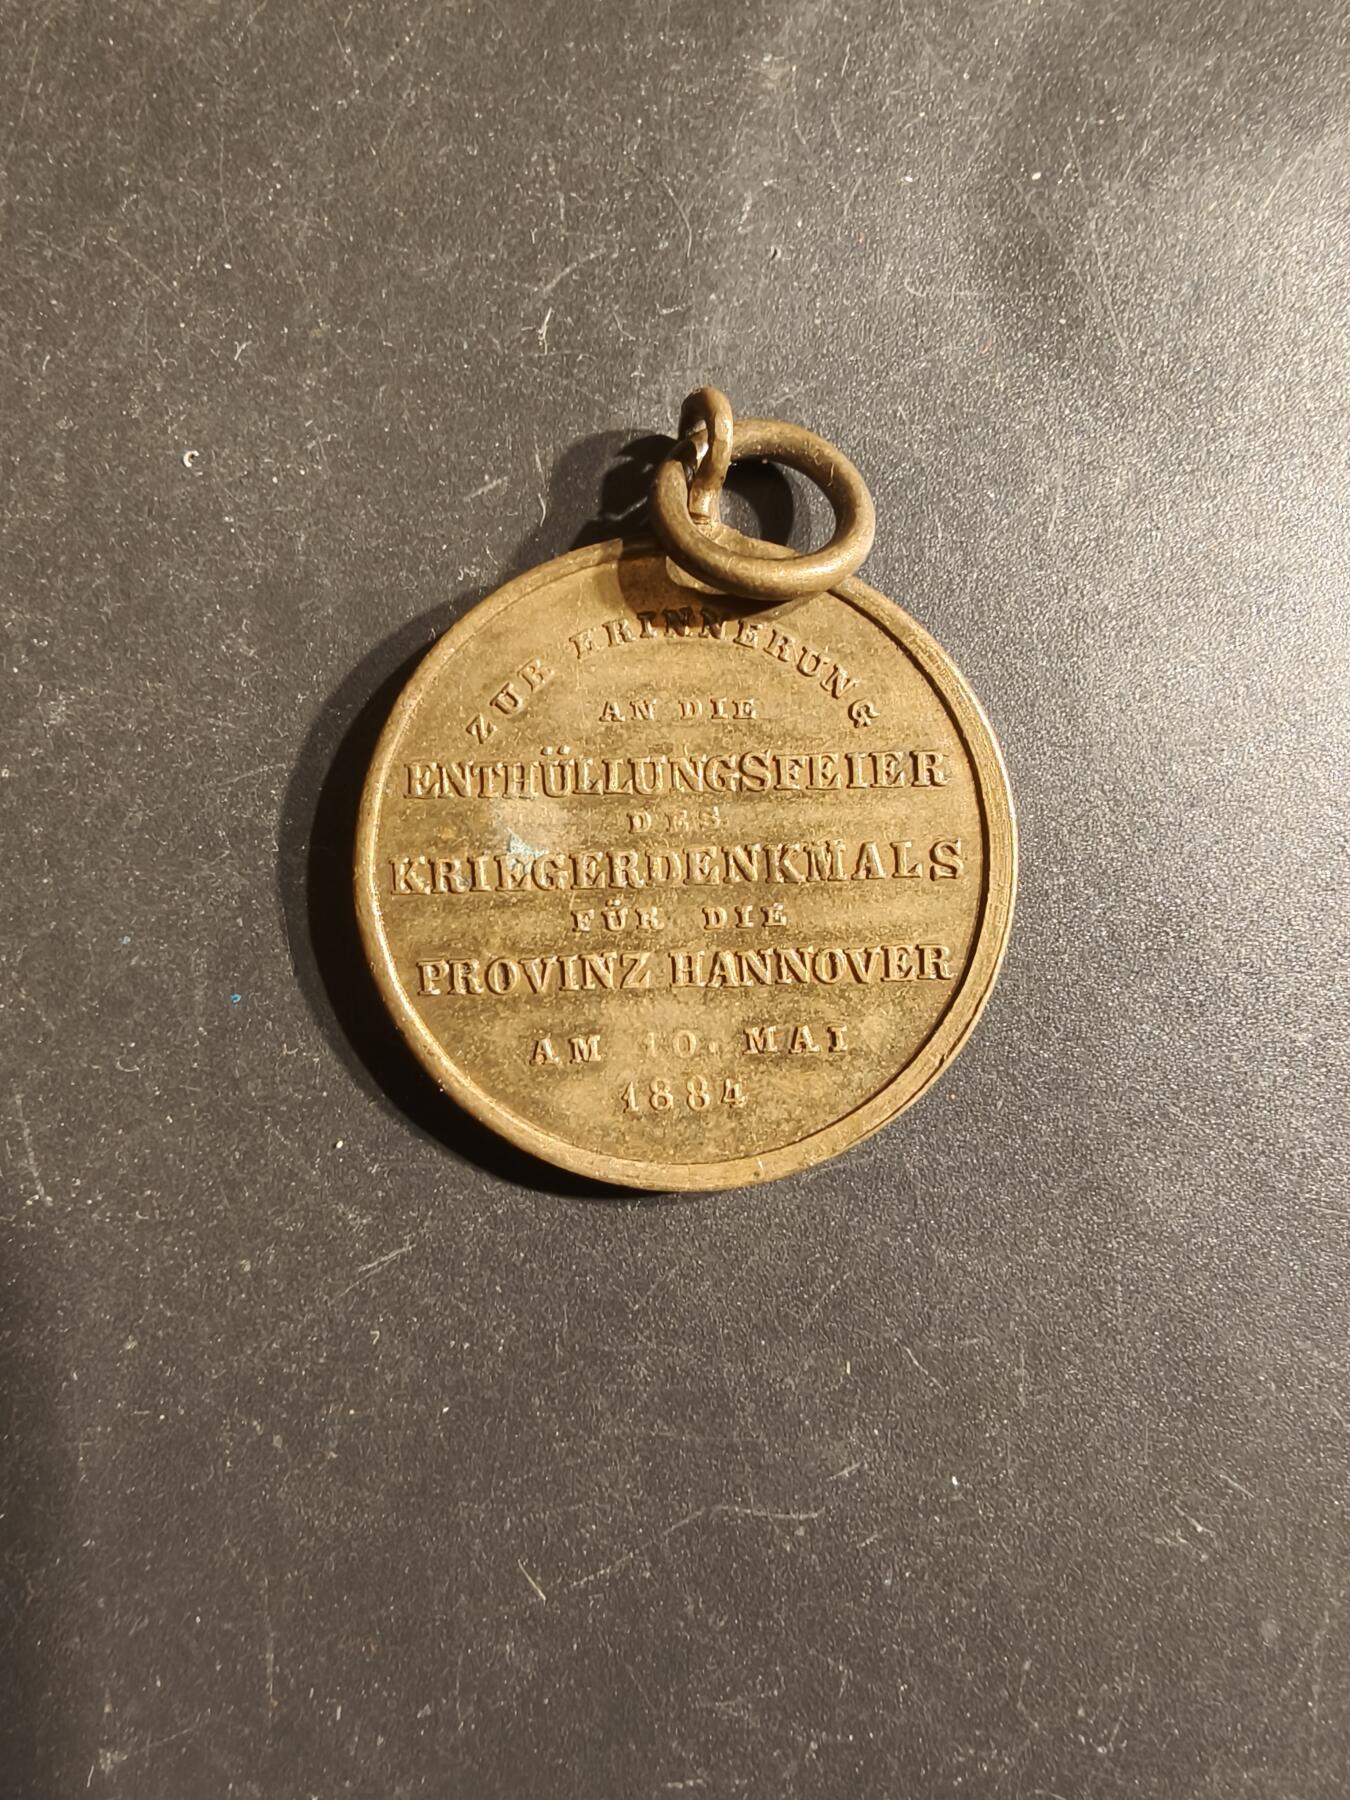 ZUR ERINNERUNG
AN DIE
ENTHÜLLUNGSFEIER
DES
KRIEGERDENKMALS
FÜR DIE
PROVINZ HANNOVER
AM 10. MAI
1884